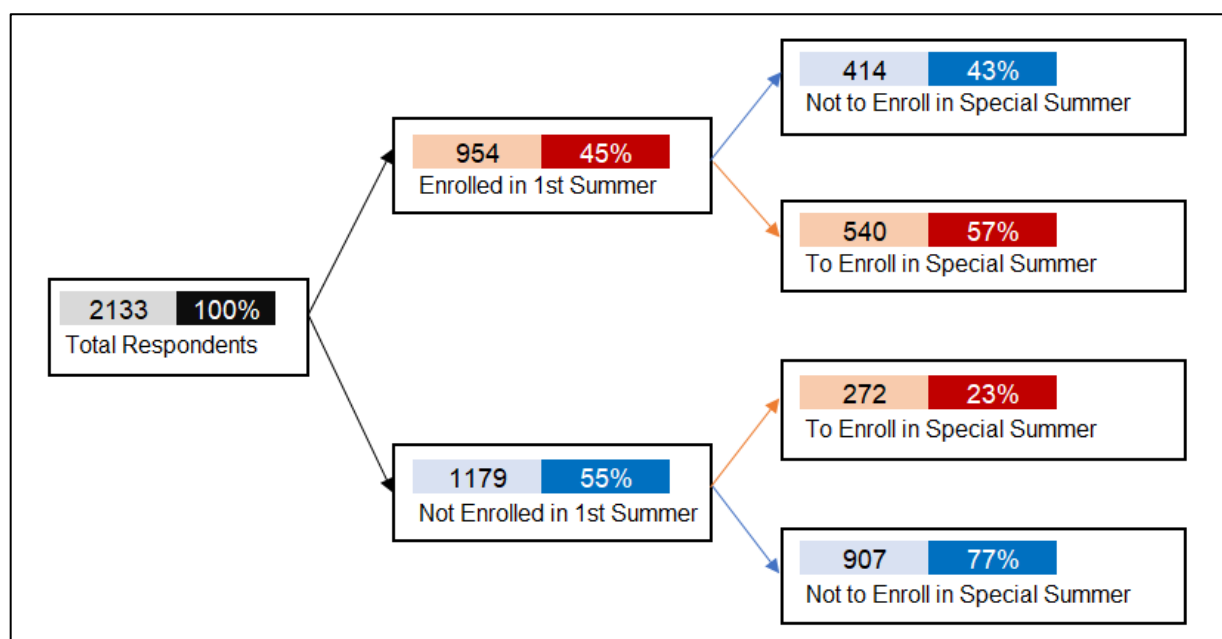 414 43%
Not to Enroll in Special Summer
954 45%
Enrolled in 1st Summer
540 57%
To Enroll in Special Summer
2133 100%
Total Respondents
272 23%
To Enroll in Special Summer
1179 55%
Not Enrolled in 1st Summer
907 77%
Not to Enroll in Special Summer